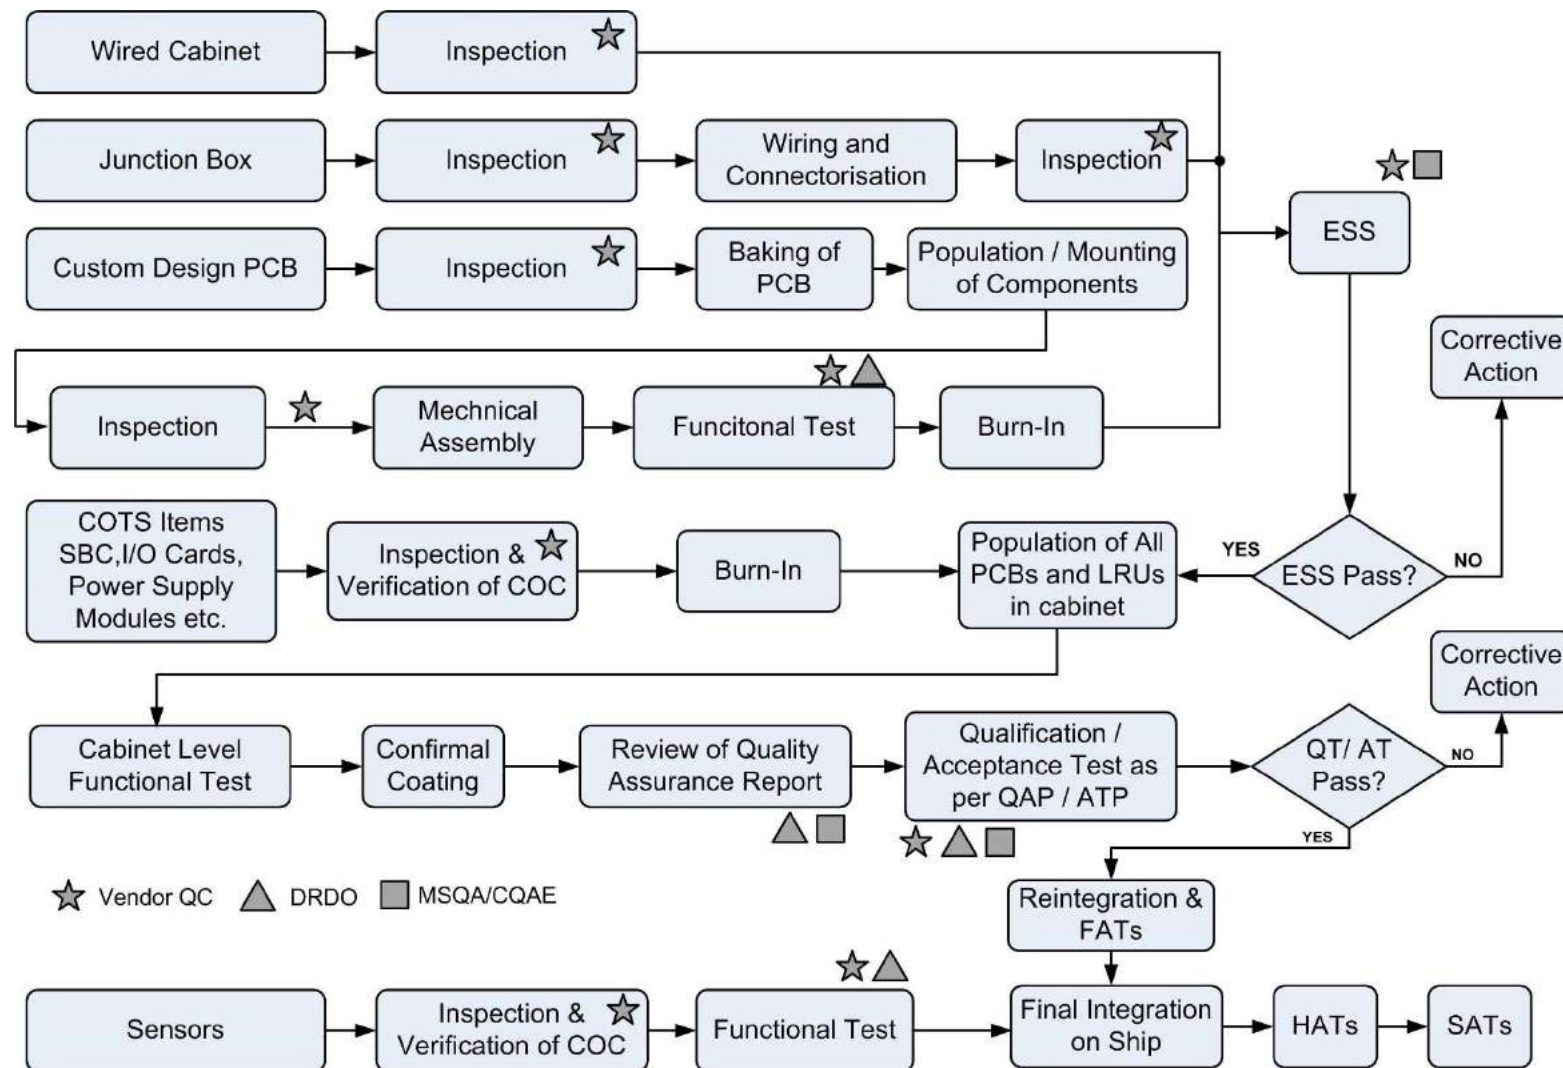 Wired Cabinet
Inspection
Junction Box
Inspection
Wiring and
Connectorisation
Inspection
ESS
Custom Design PCB
Inspection
Baking of
PCB
Population / Mounting
of Components
Corrective
Action
Inspection
Mechnical
Assembly
Funcitonal Test
Burn-In
COTS Items
SBC,I/O Cards,
Power Supply
Modules etc.
Inspection &
Verification of COC
Burn-In
Population of All
PCBs and LRUs
in cabinet
YES
ESS Pass?
NO
Corrective
Action
Cabinet Level
Functional Test
Confirmal
Coating
Review of Quality
Assurance Report
Qualification /
Acceptance Test as
per QAP / ATP
QT/ AT
Pass?
NO
YES
Vendor QC
DRDO
MSQA/CQAE
Reintegration &
FATs
Sensors
Inspection &
Verification of COC
Functional Test
Final Integration
on Ship
HATs
SATs